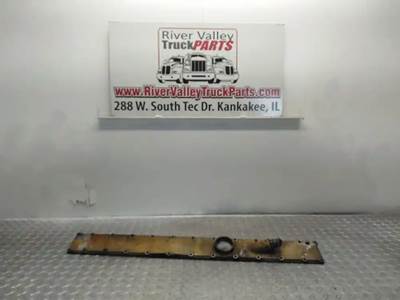 River Valley
TruckPARTS
www.RiverValleyTruckParts.com
288 W. South Tec Dr. Kankakee, IL